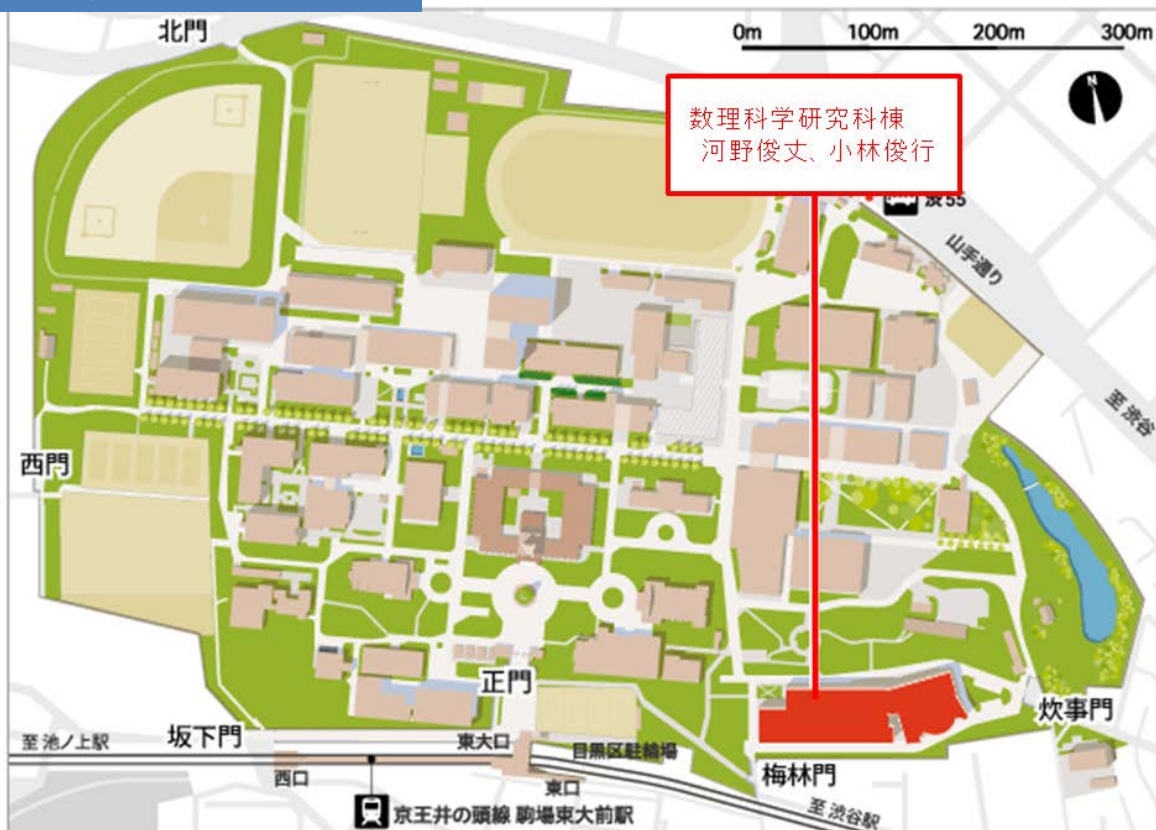 北門
0m 100m 200m 300m
N
数理科学研究科棟
河野俊丈、小林俊行
渋55
山手通り
至 渋谷
西門
正門
炊事門
至 池ノ上駅
坂下門
東大口
目黒区駐輪場
梅林門
西口
東口
至 渋谷駅
京王井の頭線 駒場東大前駅